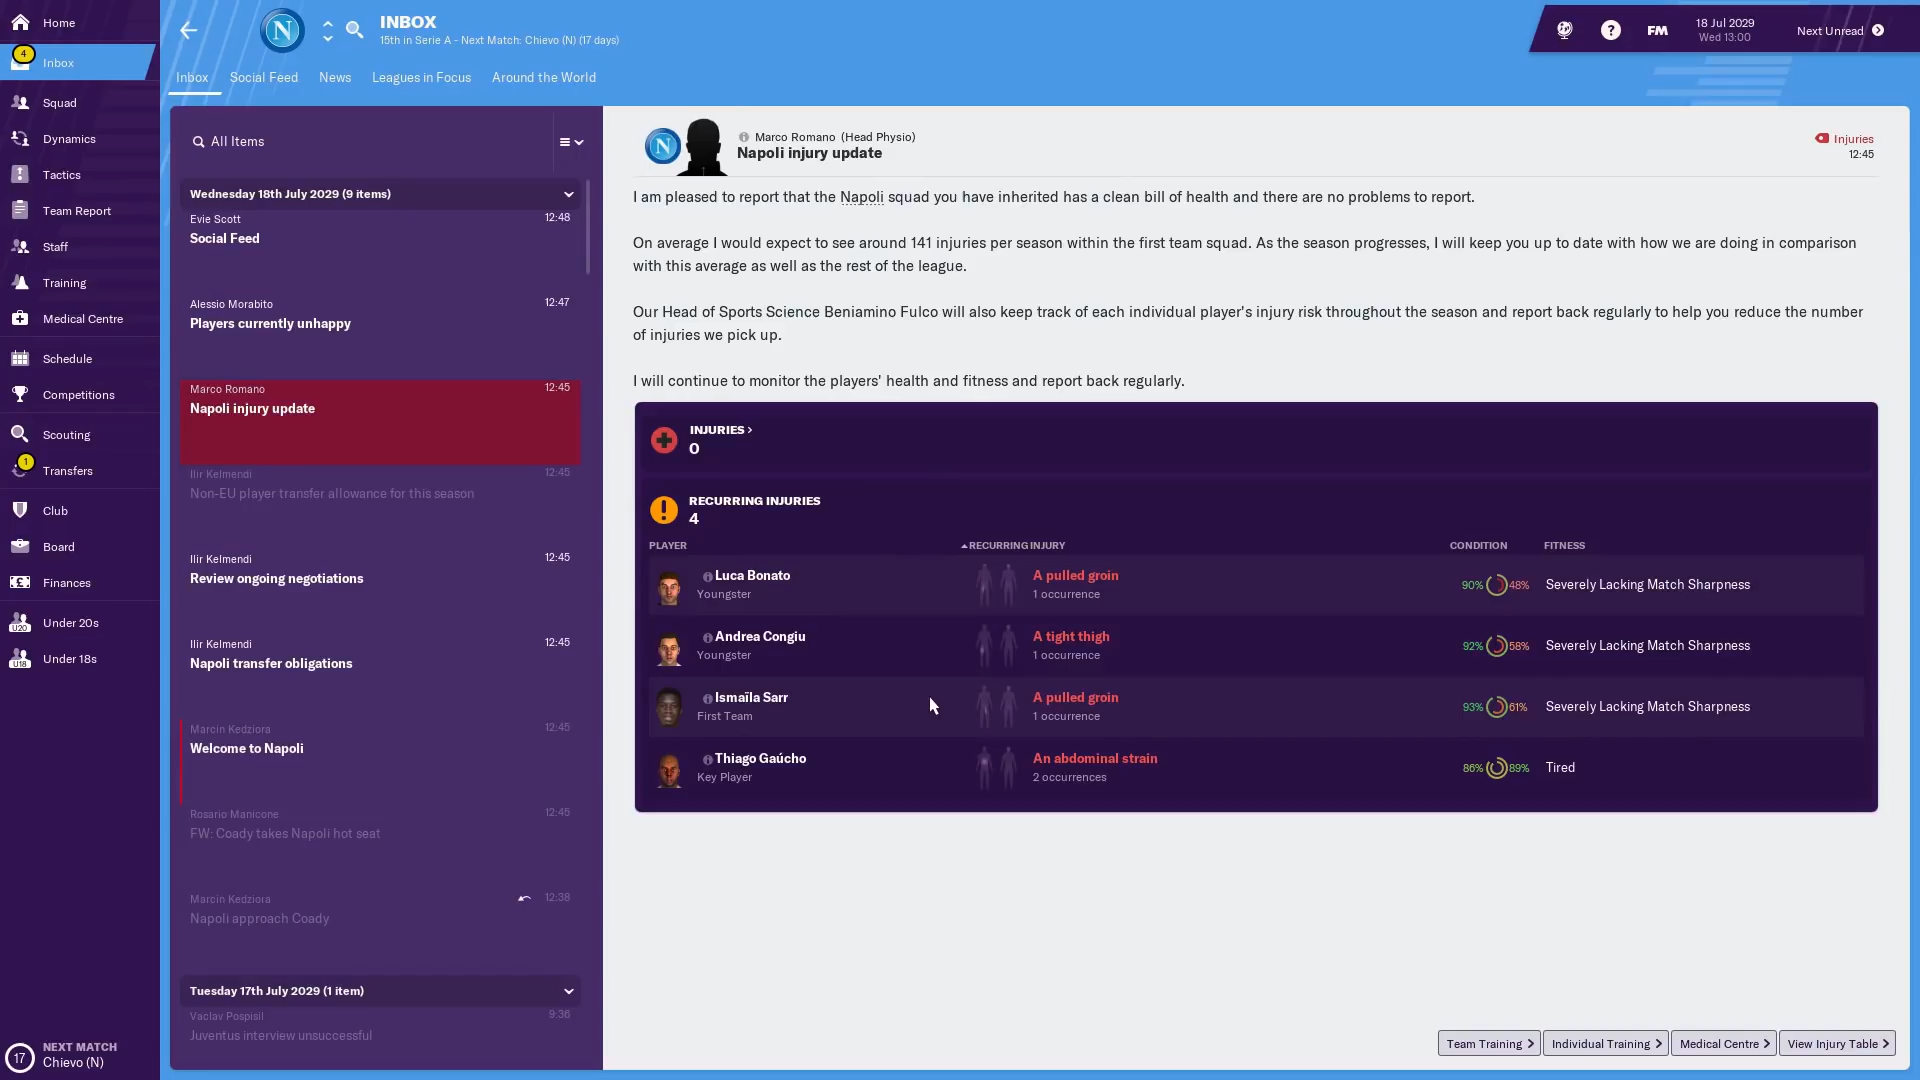 Home
4
Inbox
Squad
Dynamics
Tactics
Team Report
Staff
Training
Medical Centre
Schedule
Competitions
Scouting
1
Transfers
Club
Board
Finances
U20
Under 20s
U18
Under 18s
17
NEXT MATCH
Chievo (N)
N
INBOX
15th in Serie A - Next Match: Chievo (N) (17 days)
?
FM
18 Jul 2029
Wed 13:00
Next Unread
Inbox
Social Feed
News
Leagues in Focus
Around the World
All Items
Wednesday 18th July 2029 (9 items)
Evie Scott 12:48
Social Feed
Alessio Morabito 12:47
Players currently unhappy
Marco Romano 12:45
Napoli injury update
Ilir Kelmendi 12:45
Non-EU player transfer allowance for this season
Ilir Kelmendi 12:45
Review ongoing negotiations
Ilir Kelmendi 12:45
Napoli transfer obligations
Marcin Kedziora 12:45
Welcome to Napoli
Rosario Manicone 12:45
FW: Coady takes Napoli hot seat
Marcin Kedziora 12:38
Napoli approach Coady
Tuesday 17th July 2029 (1 item)
Vaclav Pospisil 9:36
Juventus interview unsuccessful
N
Marco Romano (Head Physio)
Napoli injury update
Injuries
12:45
I am pleased to report that the Napoli squad you have inherited has a clean bill of health and there are no problems to report.
On average I would expect to see around 141 injuries per season within the first team squad. As the season progresses, I will keep you up to date with how we are doing in comparison
with this average as well as the rest of the league.
Our Head of Sports Science Beniamino Fulco will also keep track of each individual player's injury risk throughout the season and report back regularly to help you reduce the number
of injuries we pick up.
I will continue to monitor the players' health and fitness and report back regularly.
INJURIES >
0
RECURRING INJURIES
4
PLAYER RECURRING INJURY CONDITION FITNESS
Luca Bonato A pulled groin
Youngster 1 occurrence 90% 48% Severely Lacking Match Sharpness
Andrea Congiu A tight thigh
Youngster 1 occurrence 92% 58% Severely Lacking Match Sharpness
Ismaïla Sarr A pulled groin
First Team 1 occurrence 93% 61% Severely Lacking Match Sharpness
Thiago Gaúcho An abdominal strain
Key Player 2 occurrences 86% 89% Tired
Team Training >
Individual Training >
Medical Centre >
View Injury Table >